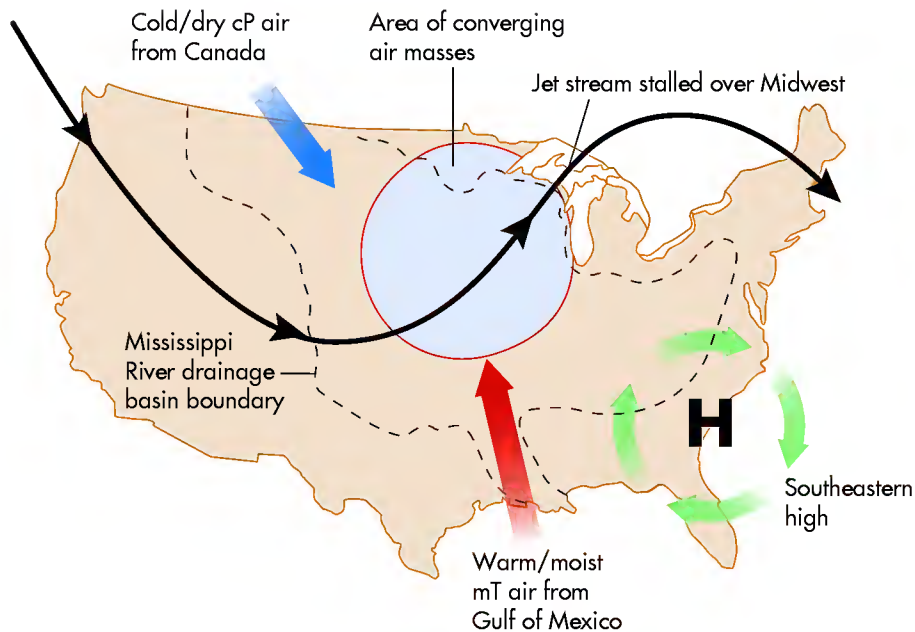 Cold/dry cP air
from Canada
Area of converging
air masses
Jet stream stalled over Midwest
Mississippi
River drainage
basin boundary
H
Southeastern
high
Warm/moist
mT air from
Gulf of Mexico